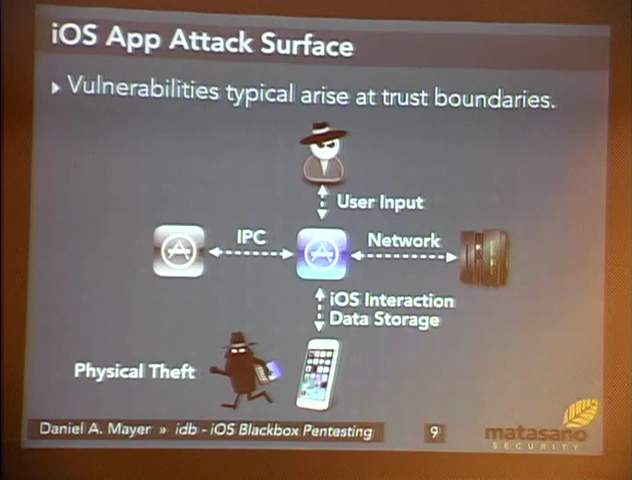 iOS App Attack Surface
Vulnerabilities typical arise at trust boundaries.
User Input
IPC
Network
iOS Interaction
Data Storage
Physical Theft
Daniel A. Mayer » idb - iOS Blackbox Pentesting
9
matasano
SECURITY